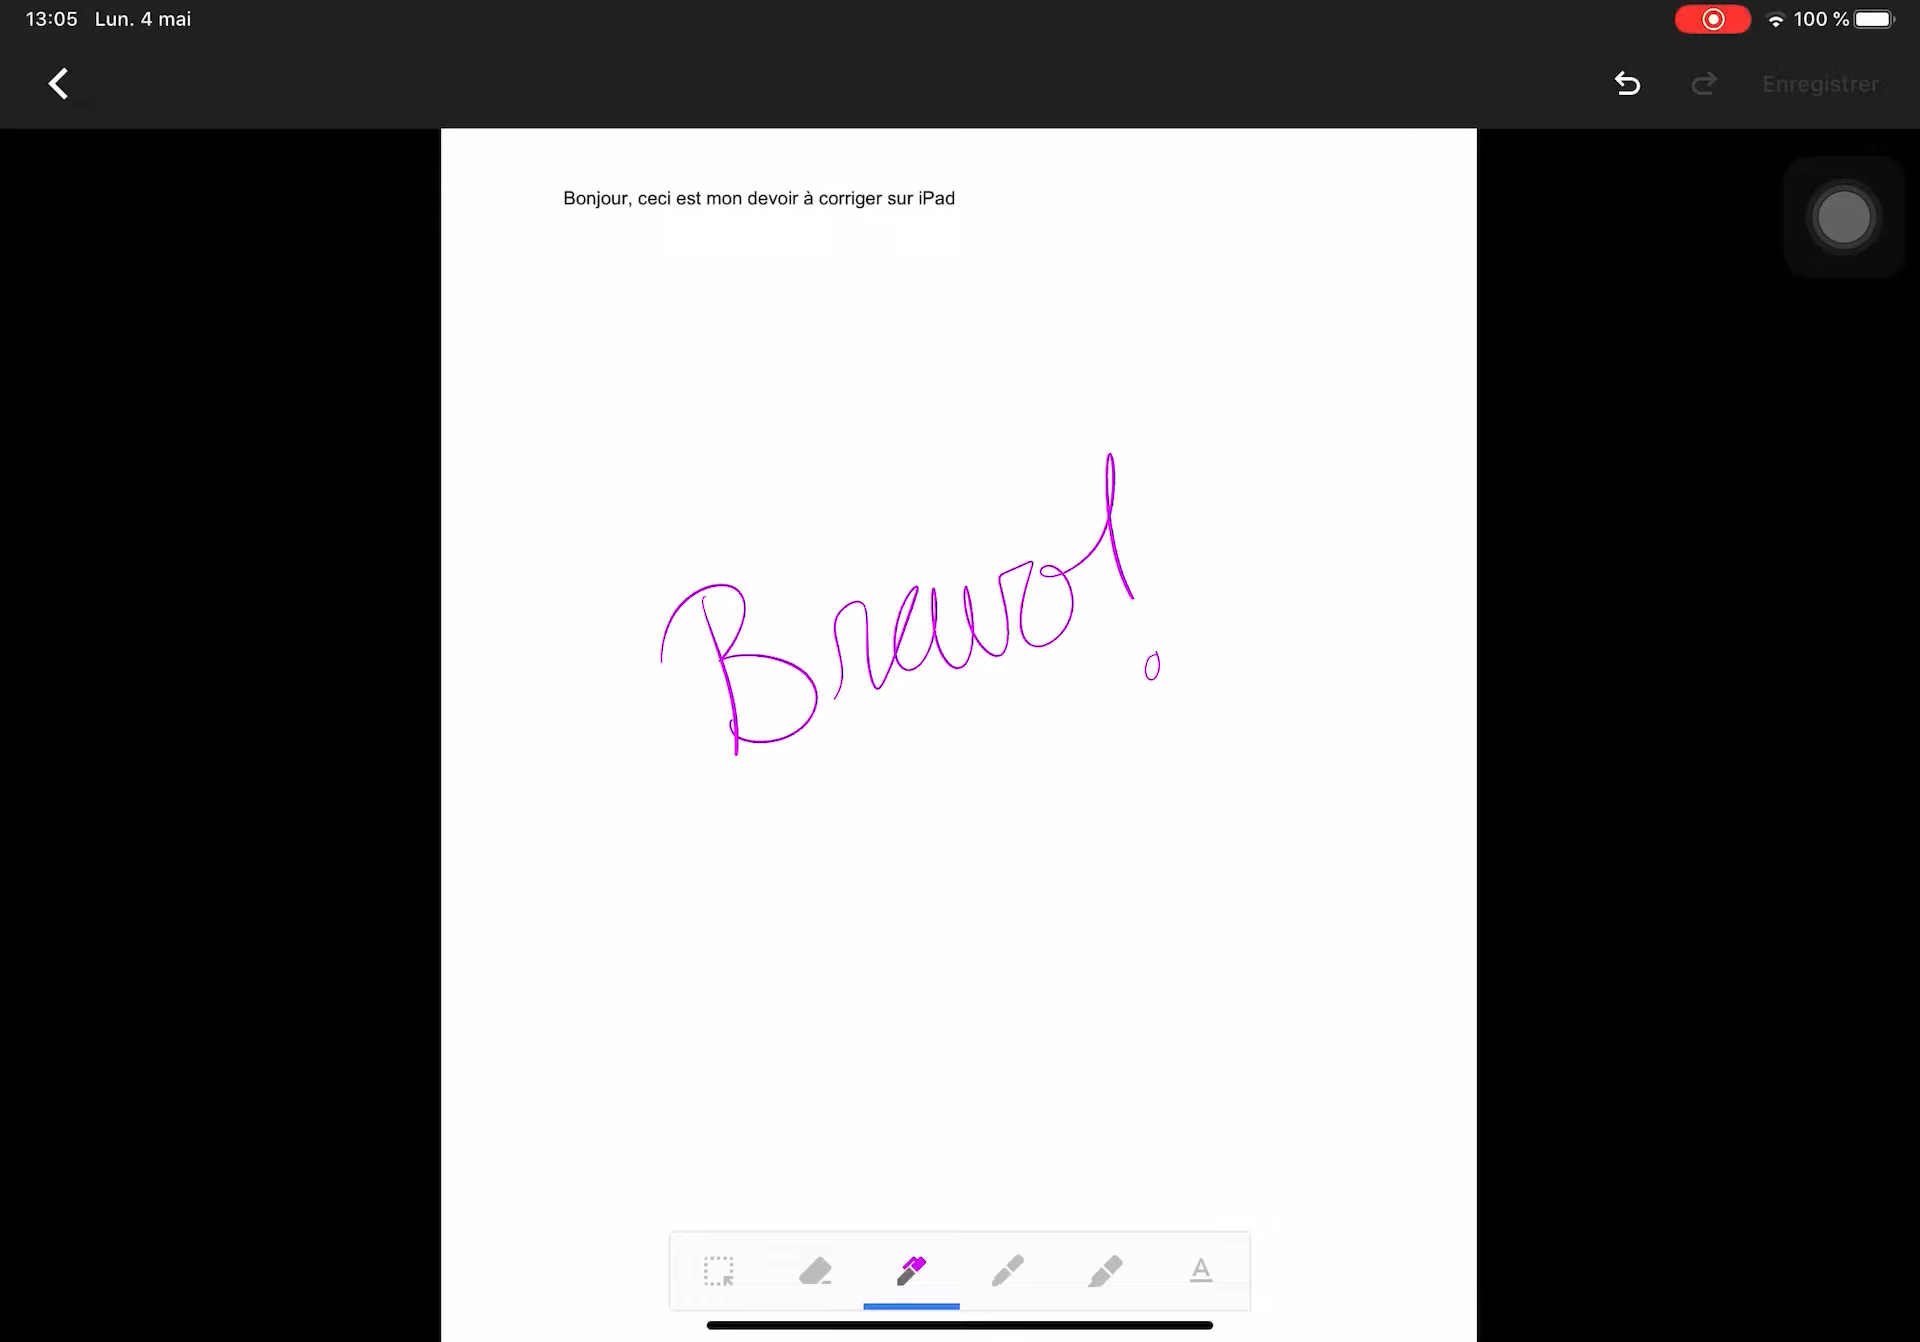 13:05 Lun. 4 mai 100 %
Enregistrer
Bonjour, ceci est mon devoir à corriger sur iPad
Bravo!
A